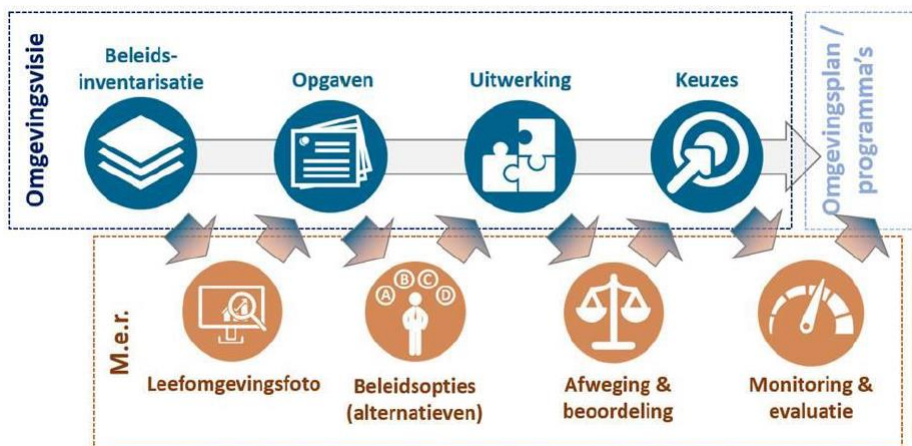 Omgevingsvisie
Beleids-
inventarisatie
Opgaven
Uitwerking
Keuzes
Omgevingsplan /
programma's
M.e.r.
Leefomgevingsfoto
A B C D
Beleidsopties
(alternatieven)
Afweging &
beoordeling
Monitoring &
evaluatie